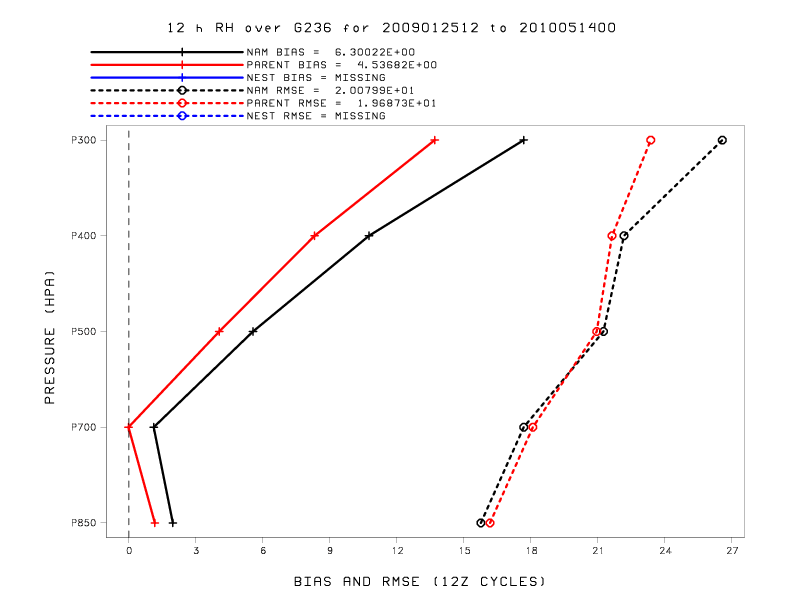 12 h RH over G236 for 2009012512 to 2010051400
NAM BIAS = 6.30022E+00
PARENT BIAS = 4.53682E+00
NEST BIAS = MISSING
NAM RMSE = 2.00799E+01
PARENT RMSE = 1.96873E+01
NEST RMSE = MISSING
P300
P400
P500
P700
P850
PRESSURE (HPA)
0 3 6 9 12 15 18 21 24 27
BIAS AND RMSE (12Z CYCLES)